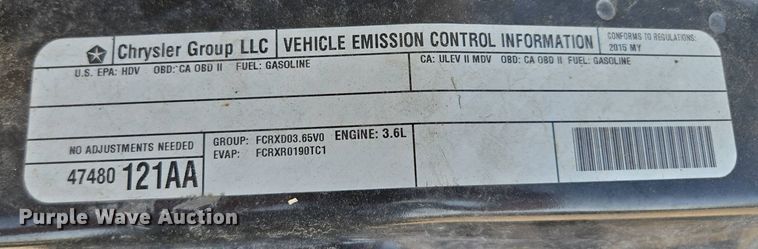 Chrysler Group LLC
VEHICLE EMISSION CONTROL INFORMATION
CONFORMS TO REGULATIONS:
2015 MY
U.S. EPA: HDV OBD: CA OBD II FUEL: GASOLINE
CA: ULEV II MDV OBD: CA OBD II FUEL: GASOLINE
NO ADJUSTMENTS NEEDED
GROUP: FCRXD03.65V0 ENGINE: 3.6L
EVAP: FCRXR0190TC1
47480 121AA
Purple Wave Auction